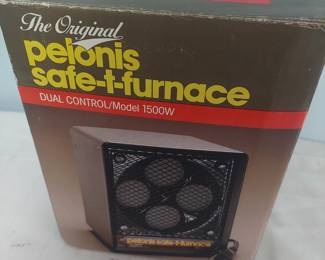 The Original
pelonis
safe-t-furnace
DUAL CONTROL/Model 1500W
pelonis safe-t-furnace